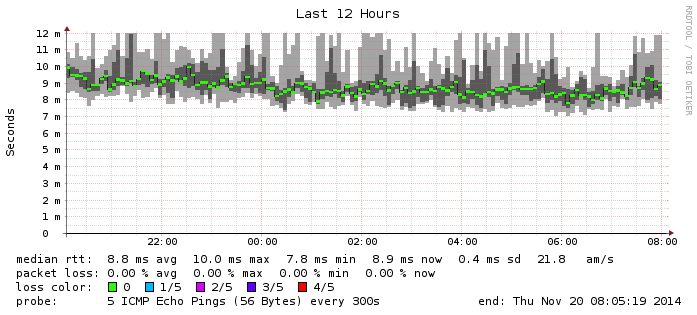 Last 12 Hours
RRDTOOL / TOBI OETIKER
Seconds
12 m
11 m
10 m
9 m
8 m
7 m
6 m
5 m
4 m
3 m
2 m
1 m
0
22:00 00:00 02:00 04:00 06:00 08:00
median rtt: 8.8 ms avg 10.0 ms max 7.8 ms min 8.9 ms now 0.4 ms sd 21.8 am/s
packet loss: 0.00 % avg 0.00 % max 0.00 % min 0.00 % now
loss color: 0 1/5 2/5 3/5 4/5
probe: 5 ICMP Echo Pings (56 Bytes) every 300s end: Thu Nov 20 08:05:19 2014